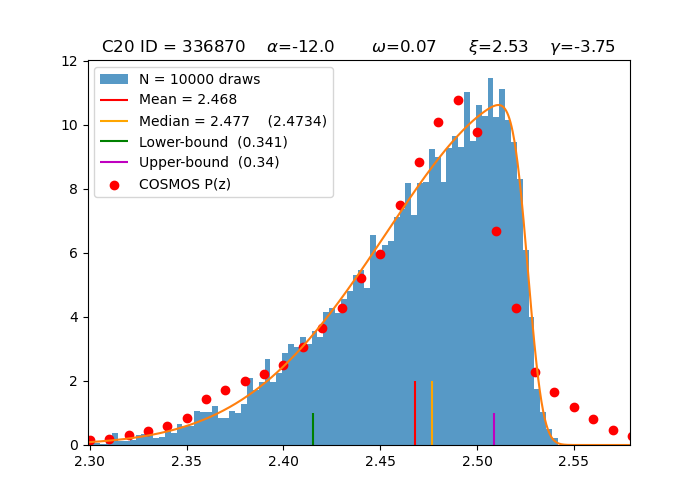 C20 ID = 336870 α=-12.0 ω=0.07 ξ=2.53 γ=-3.75
N = 10000 draws
Mean = 2.468
Median = 2.477 (2.4734)
Lower-bound (0.341)
Upper-bound (0.34)
COSMOS P(z)
12
10
8
6
4
2
0
2.30 2.35 2.40 2.45 2.50 2.55